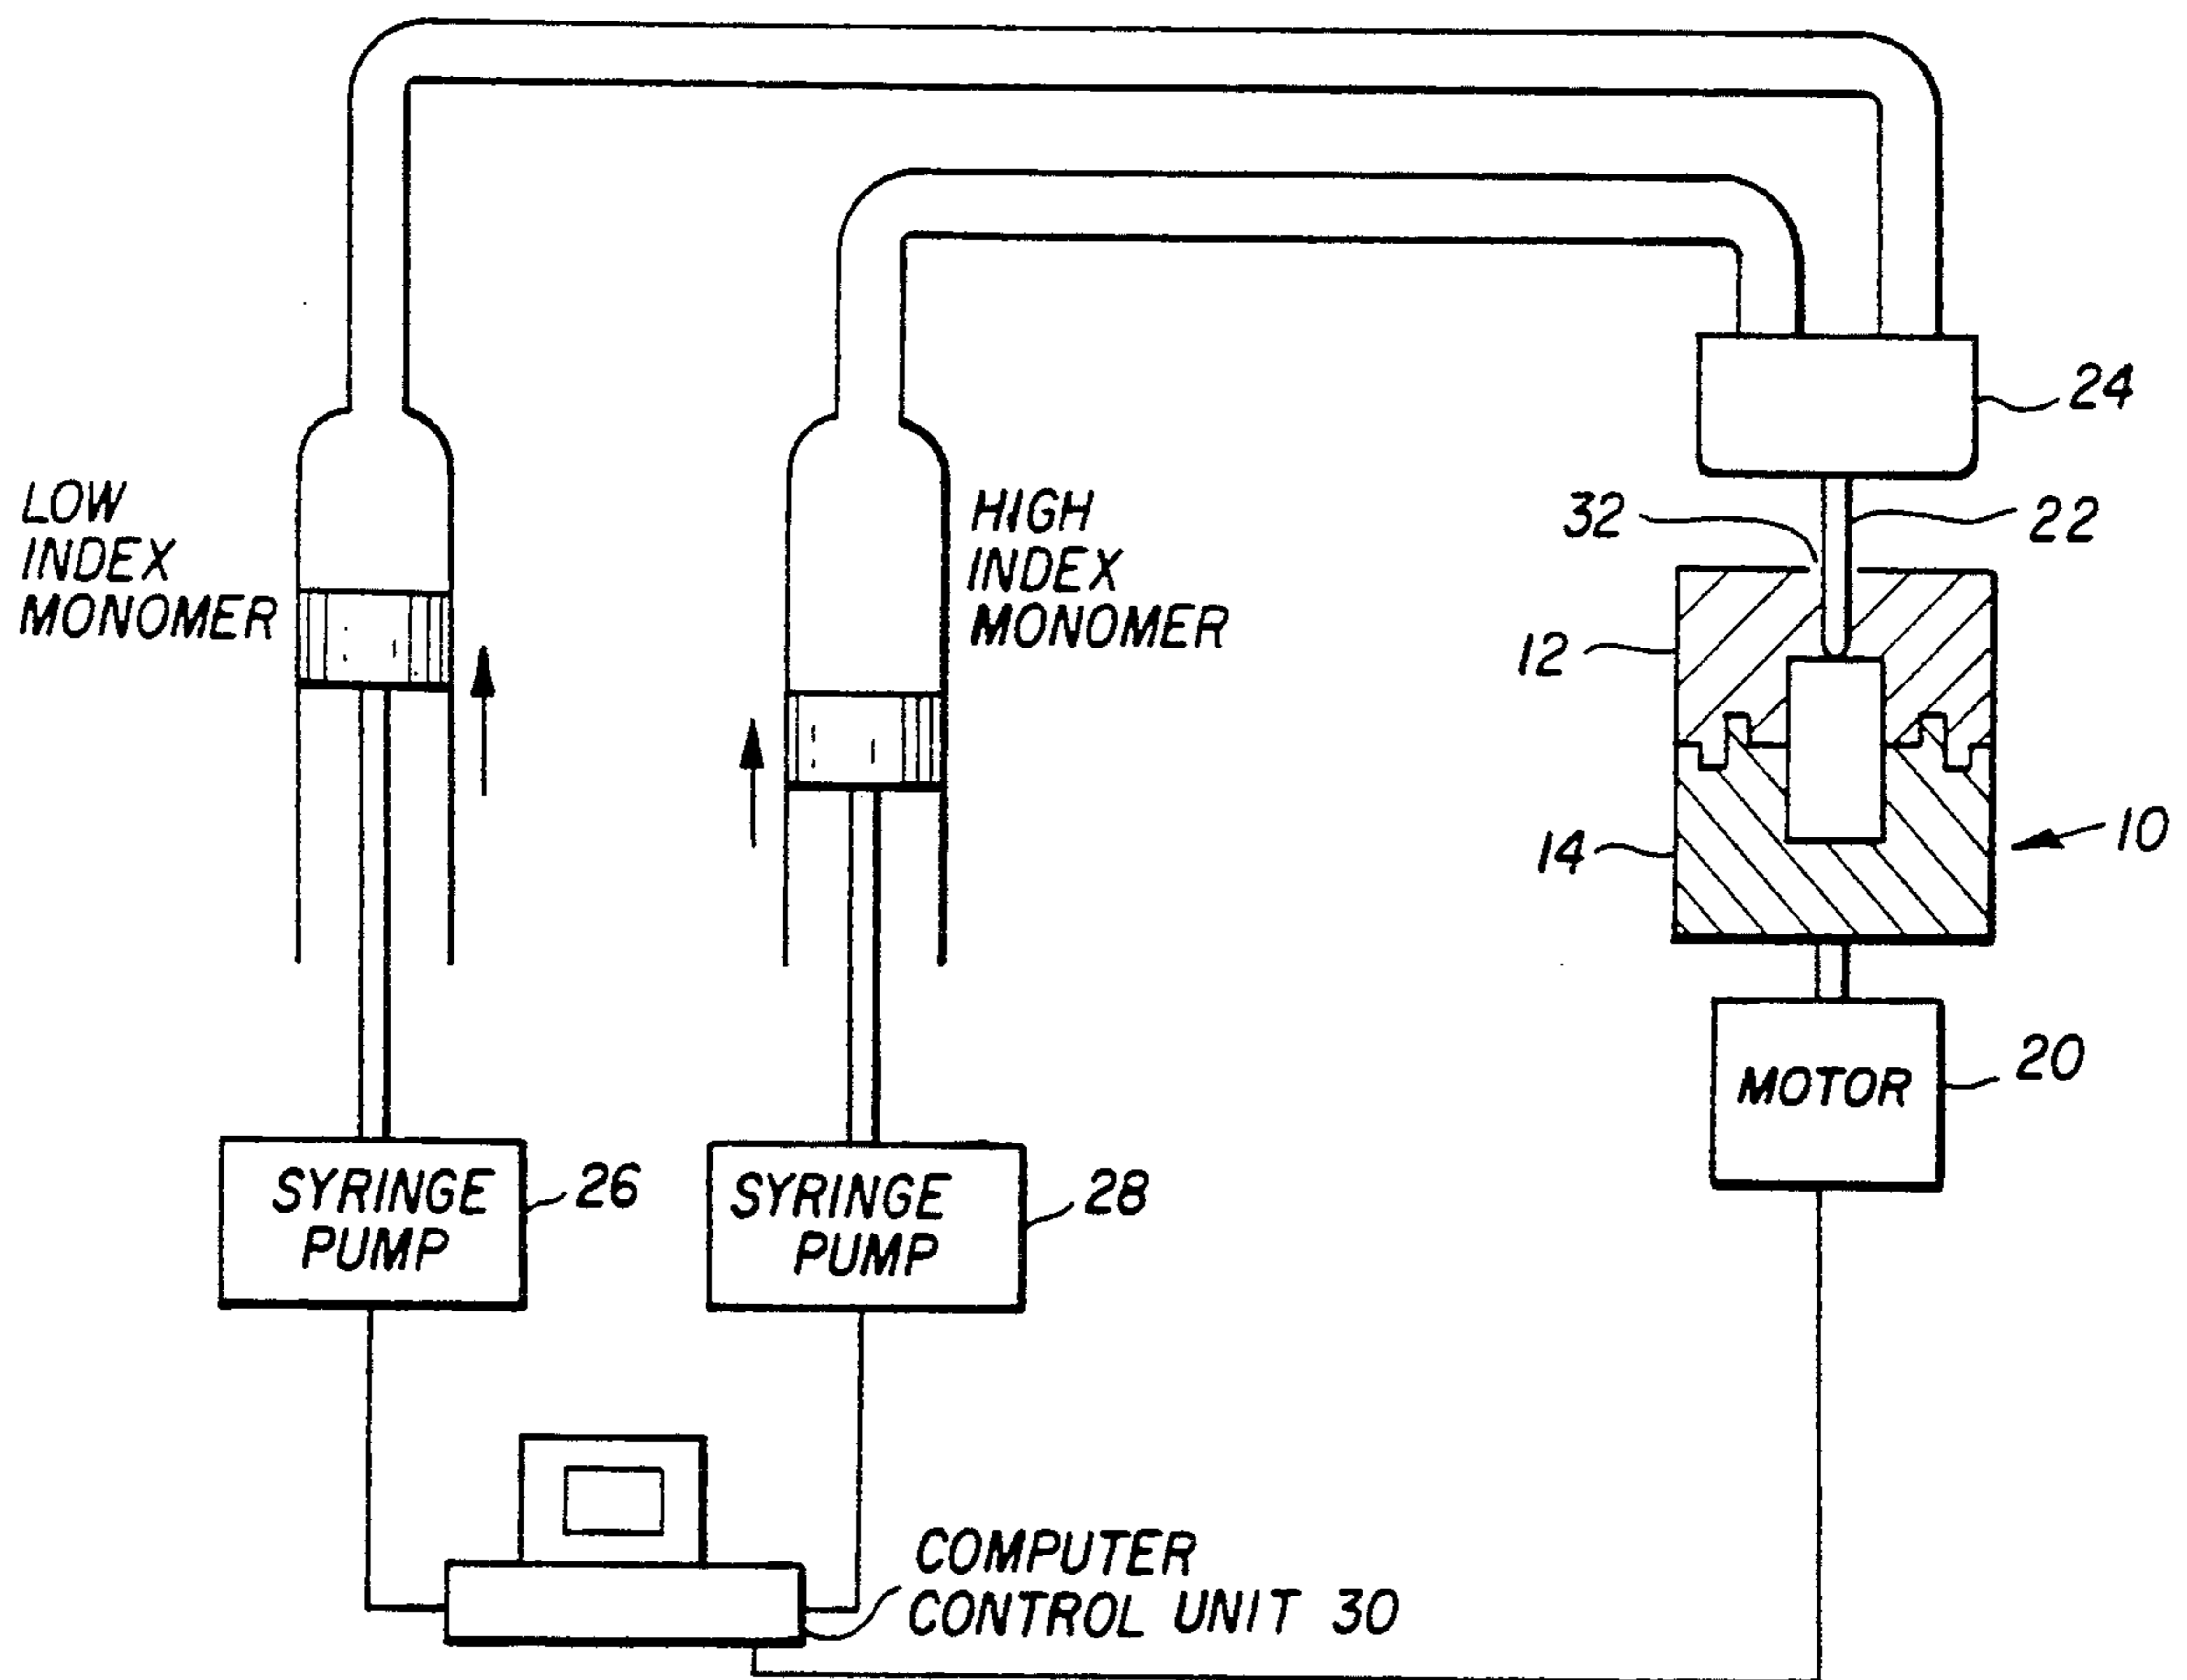 24
LOW
INDEX
MONOMER
HIGH
INDEX
MONOMER
32
22
12
14
10
MOTOR
20
SYRINGE
PUMP
26
SYRINGE
PUMP
28
COMPUTER
CONTROL UNIT 30